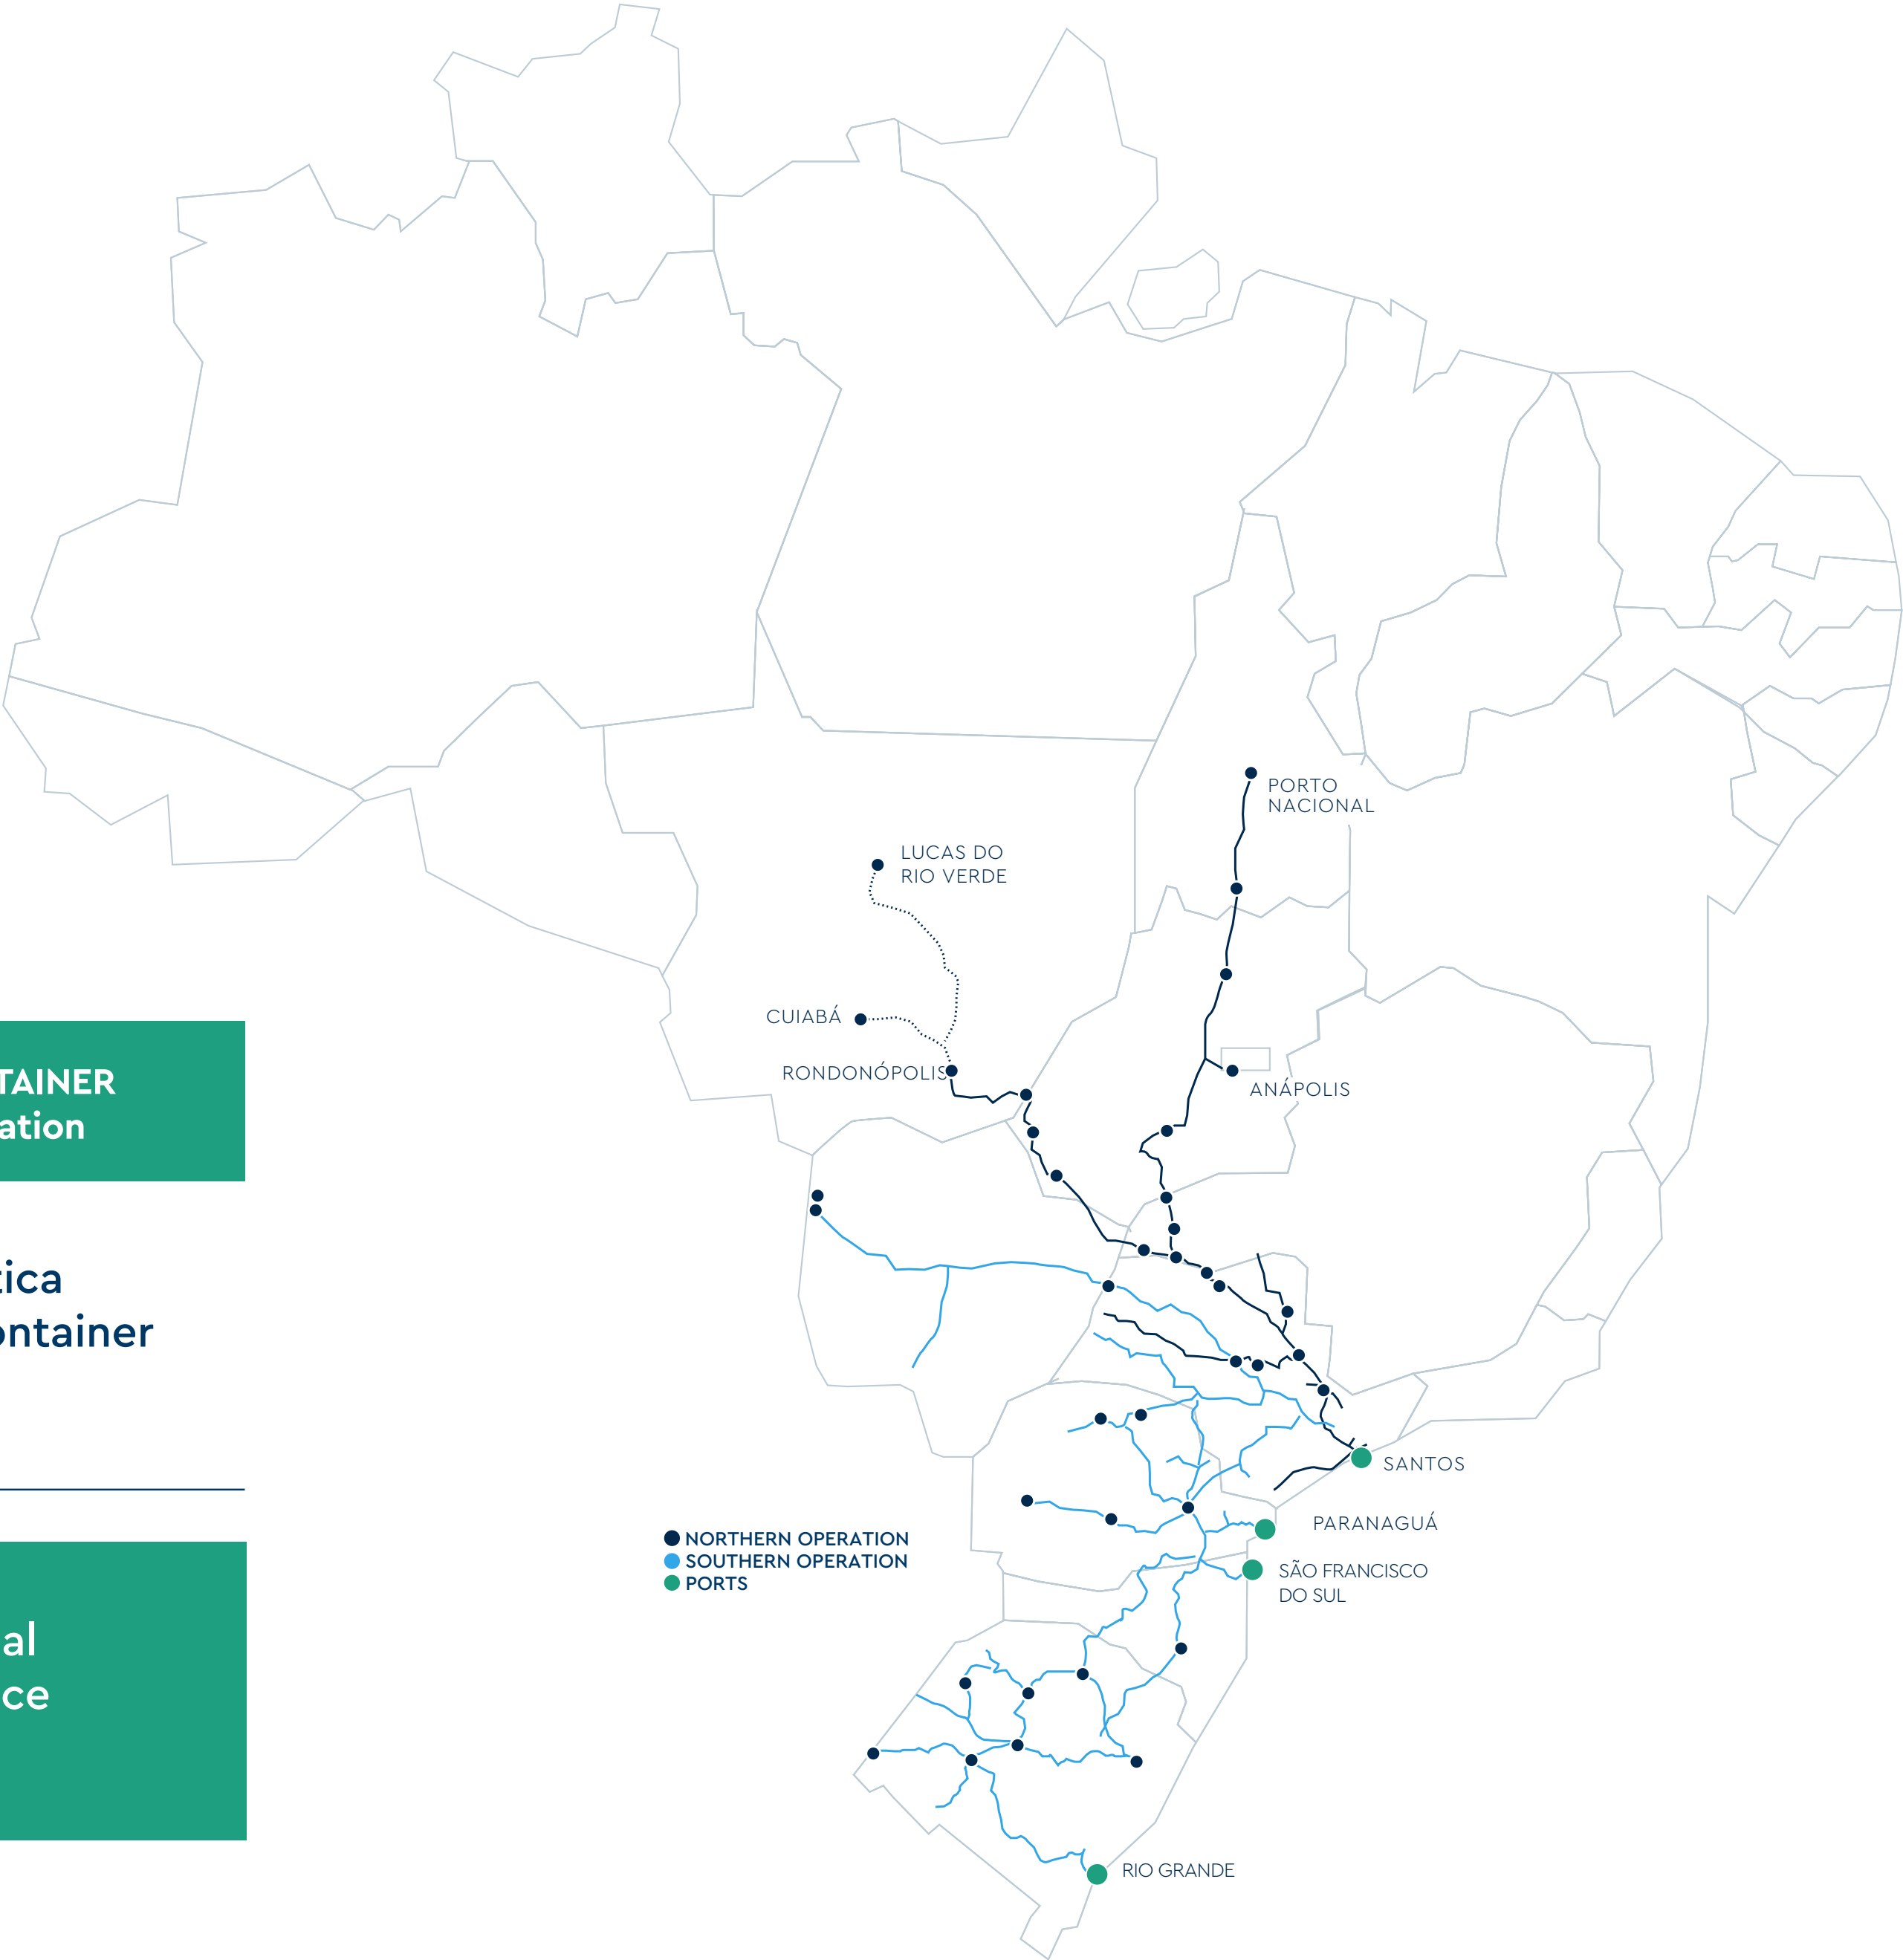 PORTO
NACIONAL
LUCAS DO
RIO VERDE
CUIABÁ
RONDONÓPOLIS
ANÁPOLIS
TAINER
ation
tica
ontainer
SANTOS
PARANAGUÁ
NORTHERN OPERATION
SOUTHERN OPERATION
PORTS
SÃO FRANCISCO
DO SUL
al
ce
RIO GRANDE